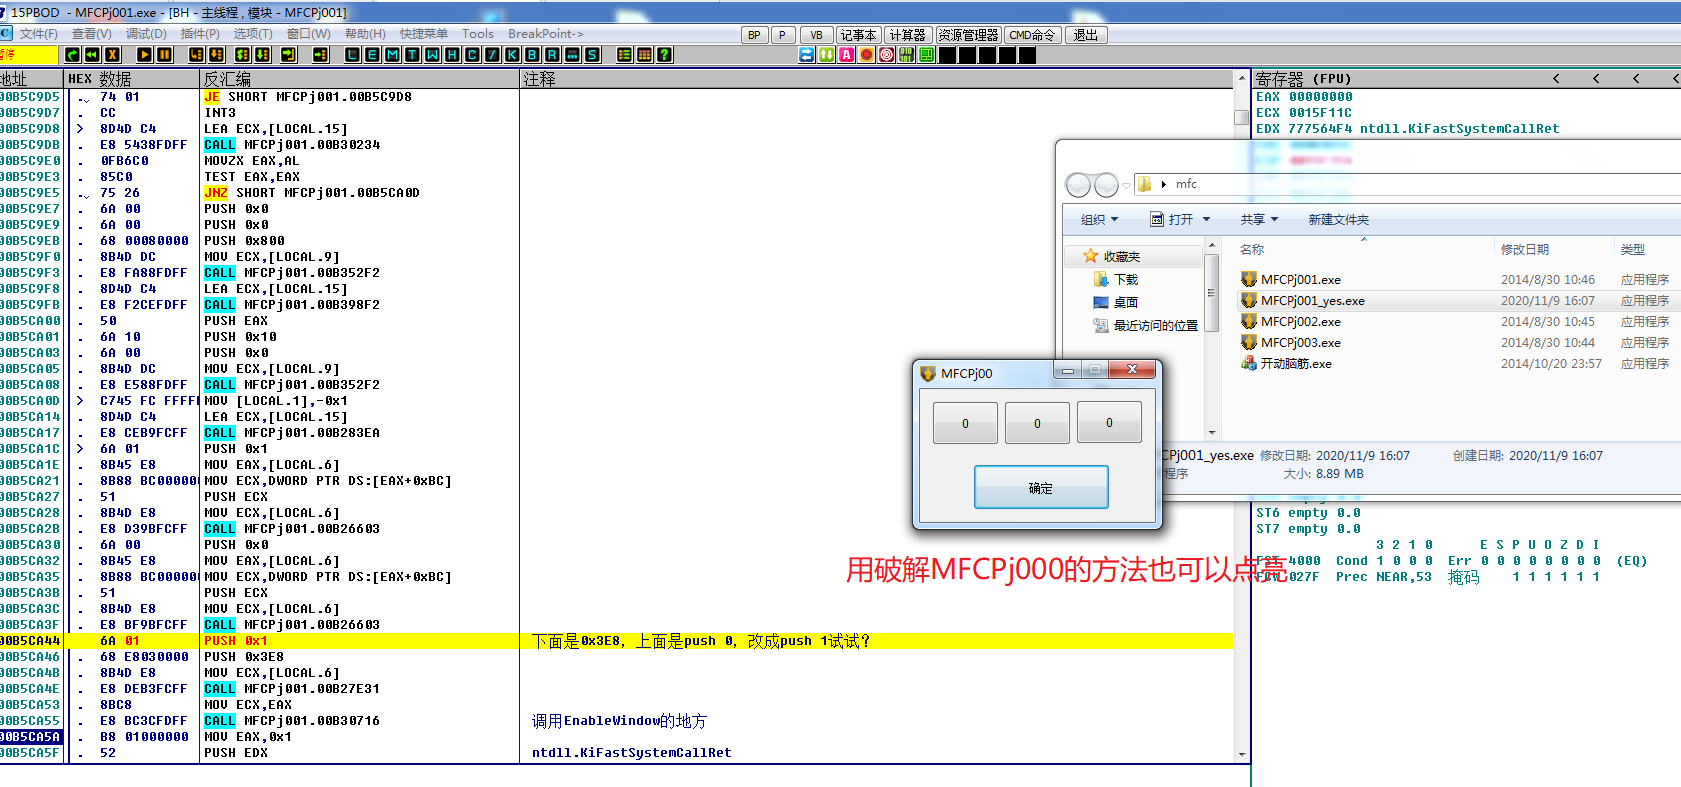 15PBOD - MFCPj001.exe - [BH - 主线程 , 模块 - MFCPj001]
文件(F) 查看(V) 调试(D) 插件(P) 选项(T) 窗口(W) 帮助(H) 快捷菜单 Tools BreakPoint-> BP P VB 记事本 计算器 资源管理器 CMD命令 退出
暂停 L E M T W H C / K B R ... S ?
地址 HEX 数据 反汇编 注释 寄存器 (FPU) < < < <
00B5C9D5 . 74 01 JE SHORT MFCPj001.00B5C9D8
EAX 00000000
00B5C9D7 . CC INT3
ECX 0015F11C
00B5C9D8 > 8D4D C4 LEA ECX,[LOCAL.15]
EDX 777564F4 ntdll.KiFastSystemCallRet
00B5C9DB . E8 5438FDFF CALL MFCPj001.00B30234
00B5C9E0 . 0FB6C0 MOVZX EAX,AL
00B5C9E3 . 85C0 TEST EAX,EAX
00B5C9E5 . 75 26 JNZ SHORT MFCPj001.00B5CA0D
00B5C9E7 . 6A 00 PUSH 0x0
00B5C9E9 . 6A 00 PUSH 0x0
00B5C9EB . 68 00080000 PUSH 0x800
00B5C9F0 . 8B4D DC MOV ECX,[LOCAL.9]
00B5C9F3 . E8 FA88FDFF CALL MFCPj001.00B352F2
00B5C9F8 . 8D4D C4 LEA ECX,[LOCAL.15]
00B5C9FB . E8 F2CEFDFF CALL MFCPj001.00B398F2
00B5CA00 . 50 PUSH EAX
00B5CA01 . 6A 10 PUSH 0x10
00B5CA03 . 6A 00 PUSH 0x0
00B5CA05 . 8B4D DC MOV ECX,[LOCAL.9]
00B5CA08 . E8 E588FDFF CALL MFCPj001.00B352F2
00B5CA0D > C745 FC FFFFF MOV [LOCAL.1],-0x1
00B5CA14 . 8D4D C4 LEA ECX,[LOCAL.15]
00B5CA17 . E8 CEB9FCFF CALL MFCPj001.00B283EA
00B5CA1C > 6A 01 PUSH 0x1
00B5CA1E . 8B45 E8 MOV EAX,[LOCAL.6]
00B5CA21 . 8B88 BC000000 MOV ECX,DWORD PTR DS:[EAX+0xBC]
00B5CA27 . 51 PUSH ECX
00B5CA28 . 8B4D E8 MOV ECX,[LOCAL.6]
00B5CA2B . E8 D39BFCFF CALL MFCPj001.00B26603
00B5CA30 . 6A 00 PUSH 0x0
00B5CA32 . 8B45 E8 MOV EAX,[LOCAL.6]
00B5CA35 . 8B88 BC000000 MOV ECX,DWORD PTR DS:[EAX+0xBC]
00B5CA3B . 51 PUSH ECX
00B5CA3C . 8B4D E8 MOV ECX,[LOCAL.6]
00B5CA3F . E8 BF9BFCFF CALL MFCPj001.00B26603
00B5CA44 . 6A 01 PUSH 0x1 下面是0x3E8, 上面是push 0, 改成push 1试试?
00B5CA46 . 68 E8030000 PUSH 0x3E8
00B5CA4B . 8B4D E8 MOV ECX,[LOCAL.6]
00B5CA4E . E8 DEB3FCFF CALL MFCPj001.00B27E31
00B5CA53 . 8BC8 MOV ECX,EAX
00B5CA55 . E8 BC3CFDFF CALL MFCPj001.00B30716 调用EnableWindow的地方
00B5CA5A . B8 01000000 MOV EAX,0x1
00B5CA5F . 52 PUSH EDX ntdll.KiFastSystemCallRet
mfc
组织 打开 共享 新建文件夹
收藏夹
下载
桌面
最近访问的位置
名称 修改日期 类型
MFCPj001.exe 2014/8/30 10:46 应用程序
MFCPj001_yes.exe 2020/11/9 16:07 应用程序
MFCPj002.exe 2014/8/30 10:45 应用程序
MFCPj003.exe 2014/8/30 10:44 应用程序
开动脑筋.exe 2014/10/20 23:57 应用程序
CPj001_yes.exe 修改日期: 2020/11/9 16:07 创建日期: 2020/11/9 16:07
程序 大小: 8.89 MB
MFCPj00
0 0 0
确定
用破解MFCPj000的方法也可以点亮
ST6 empty 0.0
ST7 empty 0.0
3 2 1 0 E S P U O Z D I
FST 4000 Cond 1 0 0 0 Err 0 0 0 0 0 0 0 0 (EQ)
FCW 027F Prec NEAR,53 掩码 1 1 1 1 1 1